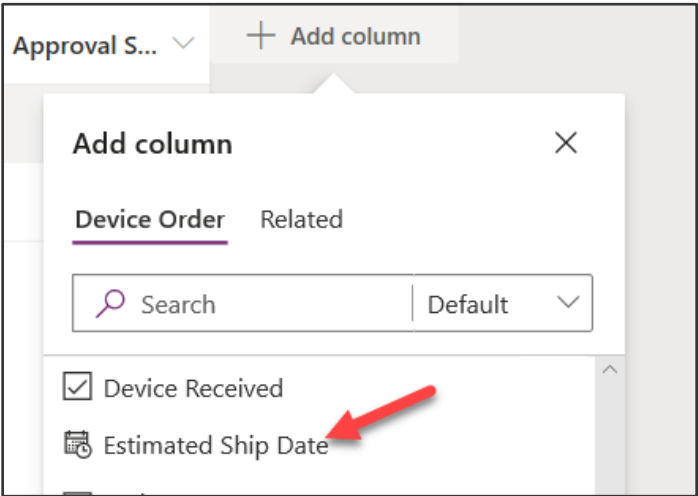 Approval S...
Add column
Add column
Device Order
Related
Search
Default
Device Received
Estimated Ship Date